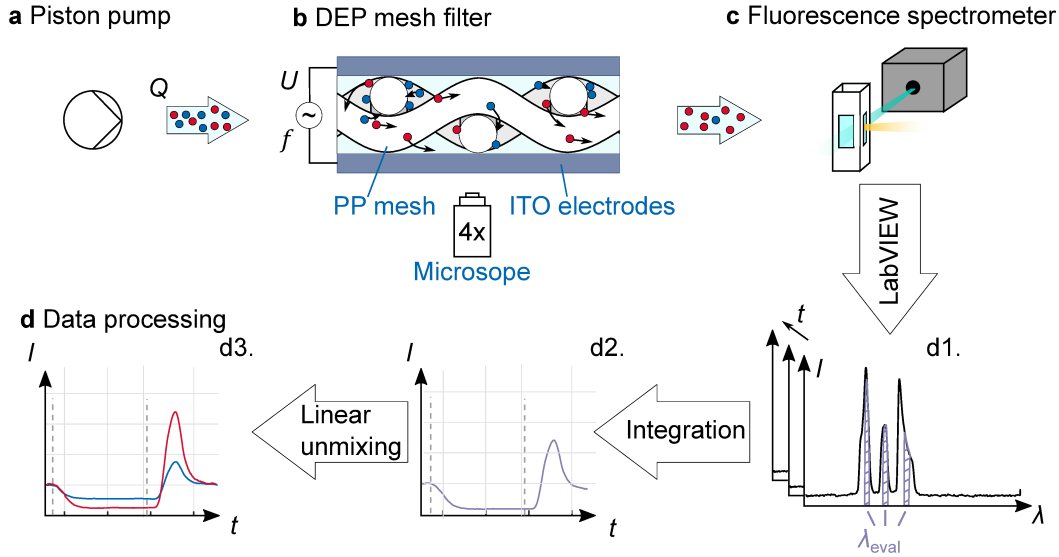 a Piston pump
b DEP mesh filter
c Fluorescence spectrometer
Q
U
~
f
PP mesh
ITO electrodes
4x
Microsope
LabVIEW
d Data processing
d3.
d2.
d1.
I
I
t
I
Linear
unmixing
Integration
t
t
λ
λeval